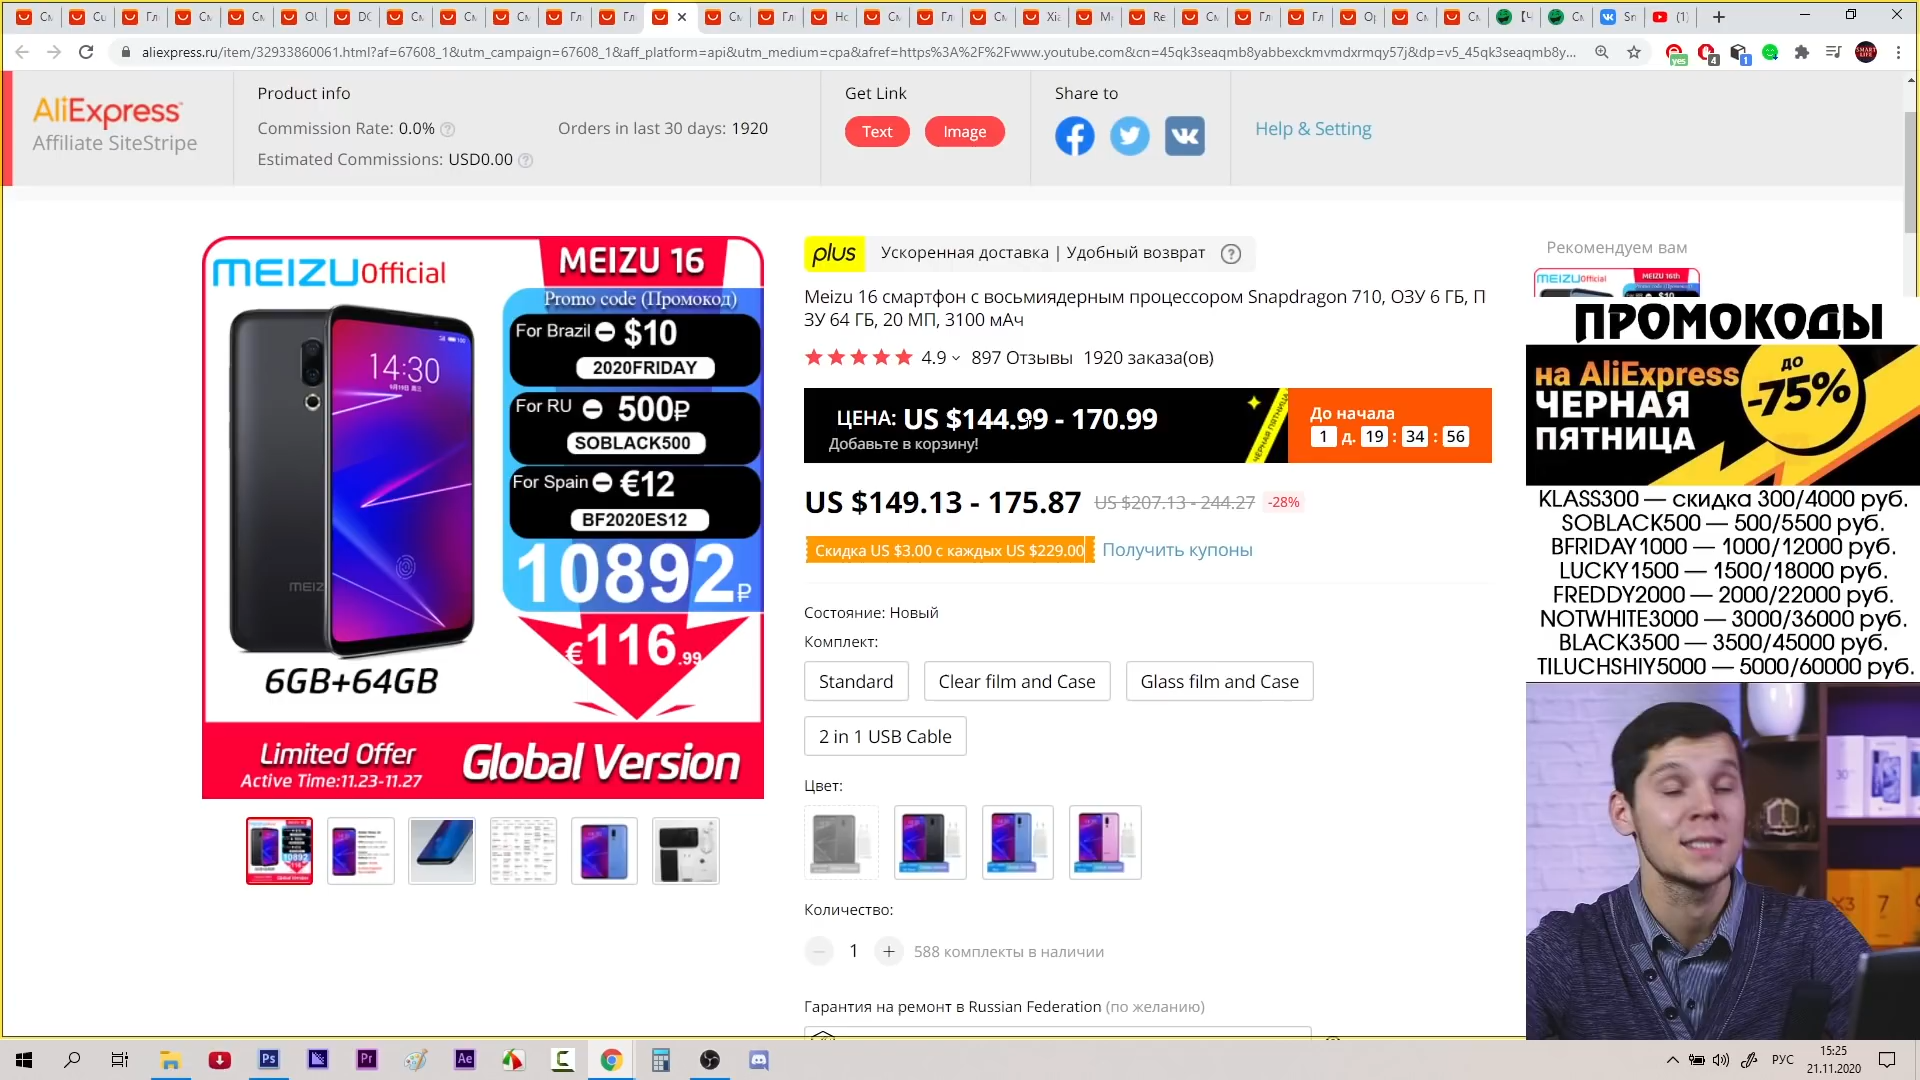 aliexpress.ru/item/32933860061.html?af=67608_1&utm_campaign=67608_1&aff_platform=api&utm_medium=cpa&afref=https%3A%2F%2Fwww.youtube.com&cn=45qk3seaqmb8yabbexckmvmdxrmqy57j&dp=v5_45qk3seaqmb8y...
yes
4
1
AliExpress
Affiliate SiteStripe
Product info
Commission Rate: 0.0%
Orders in last 30 days: 1920
Estimated Commissions: USD0.00
Get Link
Text
Image
Share to
Help & Setting
MEIZU Official
MEIZU 16
Promo code (Промокод)
For Brazil – $10
2020FRIDAY
For RU – 500₽
SOBLACK500
For Spain – €12
BF2020ES12
10892₽
€116.99
14:30
6GB+64GB
Limited Offer
Active Time:11.23-11.27
Global Version
plus
Ускоренная доставка | Удобный возврат
Meizu 16 смартфон с восьмиядерным процессором Snapdragon 710, ОЗУ 6 ГБ, П
ЗУ 64 ГБ, 20 МП, 3100 мАч
4.9
897 Отзывы
1920 заказа(ов)
ЦЕНА: US $144.99 - 170.99
Добавьте в корзину!
ЧЕРНАЯ ПЯТНИЦА
До начала
1 д. 19 : 34 : 56
US $149.13 - 175.87
US $207.13 - 244.27
-28%
Скидка US $3.00 с каждых US $229.00
Получить купоны
Состояние: Новый
Комплект:
Standard
Clear film and Case
Glass film and Case
2 in 1 USB Cable
Цвет:
Количество:
1
588 комплекты в наличии
Гарантия на ремонт в Russian Federation (по желанию)
Рекомендуем вам
MEIZU Official
MEIZU 16th
ПРОМОКОДЫ
на AliExpress
ЧЕРНАЯ
ПЯТНИЦА
до
-75%
KLASS300 — скидка 300/4000 руб.
SOBLACK500 — 500/5500 руб.
BFRIDAY1000 — 1000/12000 руб.
LUCKY1500 — 1500/18000 руб.
FREDDY2000 — 2000/22000 руб.
NOTWHITE3000 — 3000/36000 руб.
BLACK3500 — 3500/45000 руб.
TILUCHSHIY5000 — 5000/60000 руб.
РУС
15:25
21.11.2020